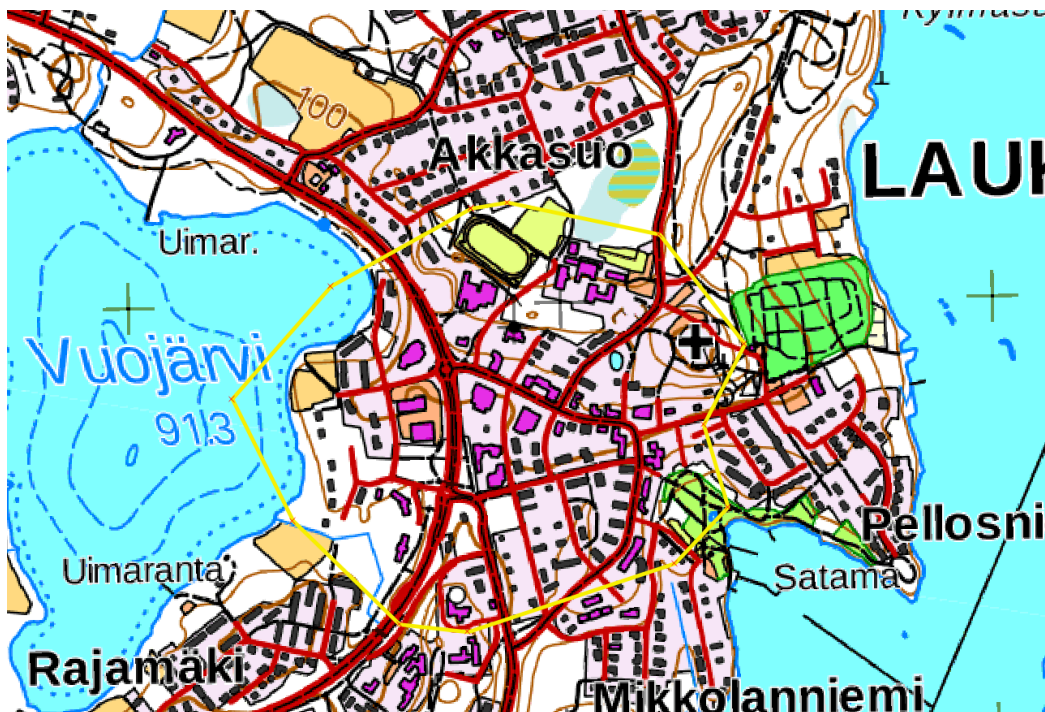 100
Akkasuo
LAUK
Uimar.
Vuojärvi
91.3
Pellosni
Uimaranta
Satama
Rajamäki
Mikkolanniemi